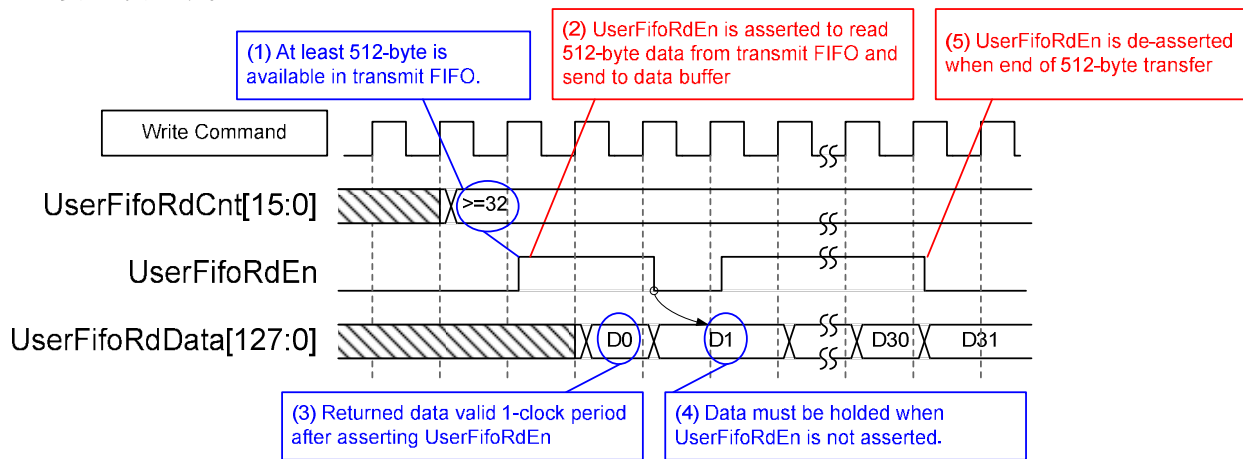 (1) At least 512-byte is
available in transmit FIFO.
(2) UserFifoRdEn is asserted to read
512-byte data from transmit FIFO and
send to data buffer
(5) UserFifoRdEn is de-asserted
when end of 512-byte transfer
Write Command
UserFifoRdCnt[15:0]
>=32
UserFifoRdEn
UserFifoRdData[127:0]
D0
D1
D30
D31
(3) Returned data valid 1-clock period
after asserting UserFifoRdEn
(4) Data must be holded when
UserFifoRdEn is not asserted.